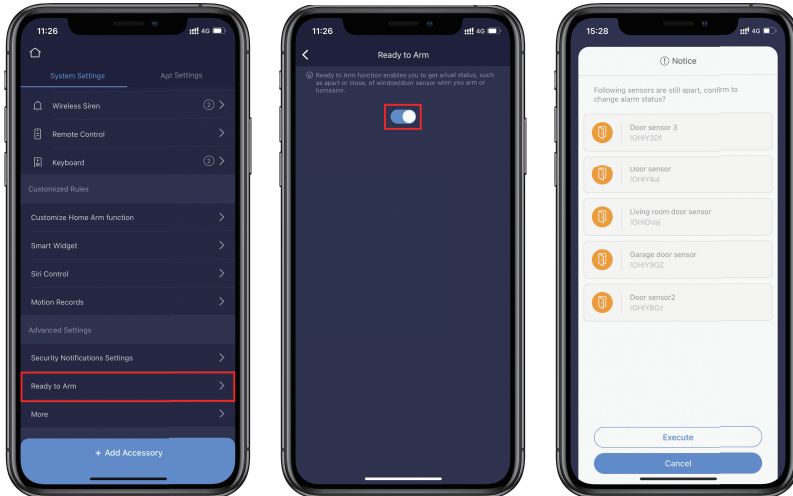 11:26
4G
System Settings
App Settings
Wireless Siren
2
Remote Control
Keyboard
2
Customized Rules
Customize Home Arm function
Smart Widget
Siri Control
Motion Records
Advanced Settings
Security Notifications Settings
Ready to Arm
More
+ Add Accessory
11:26
4G
Ready to Arm
Ready to Arm function enables you to get actual status, such
as apart or close, of window/door sensor when you arm or
homearm.
15:28
4G
Notice
Following sensors are still apart, confirm to
change alarm status?
Door sensor 3
!OHIY3Df
Door sensor
!OHIY4ul
Living room door sensor
!OHIOVaj
Garage door sensor
!OHIY9OZ
Door sensor2
!OHIYBGz
Execute
Cancel